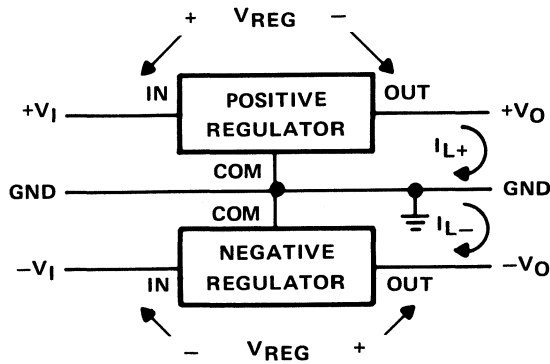 + VREG −
IN POSITIVE REGULATOR OUT
+VI +VO
COM IL+
GND GND
COM IL−
−VI −VO
IN NEGATIVE REGULATOR OUT
− VREG +